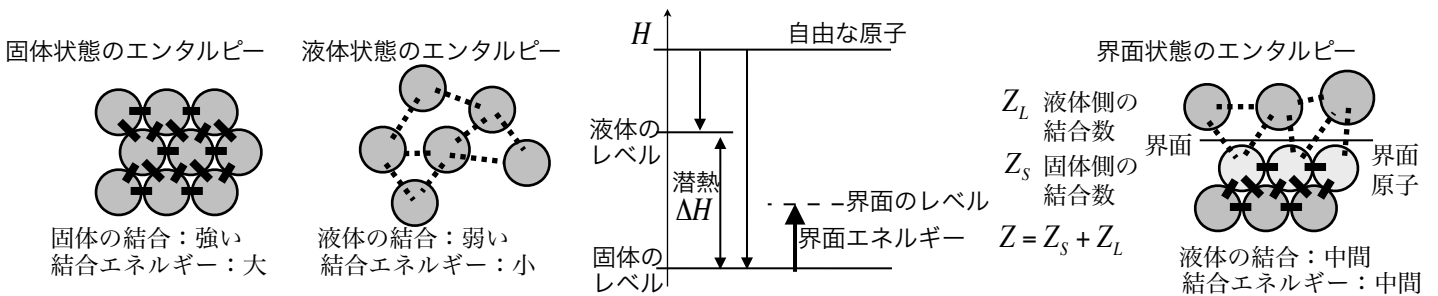 固体状態のエンタルピー
固体の結合：強い
結合エネルギー：大
液体状態のエンタルピー
液体の結合：弱い
結合エネルギー：小
H
自由な原子
液体の
レベル
潜熱
ΔH
界面のレベル
界面エネルギー
固体の
レベル
界面状態のエンタルピー
Z_L 液体側の
結合数
界面
Z_S 固体側の
結合数
界面
原子
Z = Z_S + Z_L
液体の結合：中間
結合エネルギー：中間